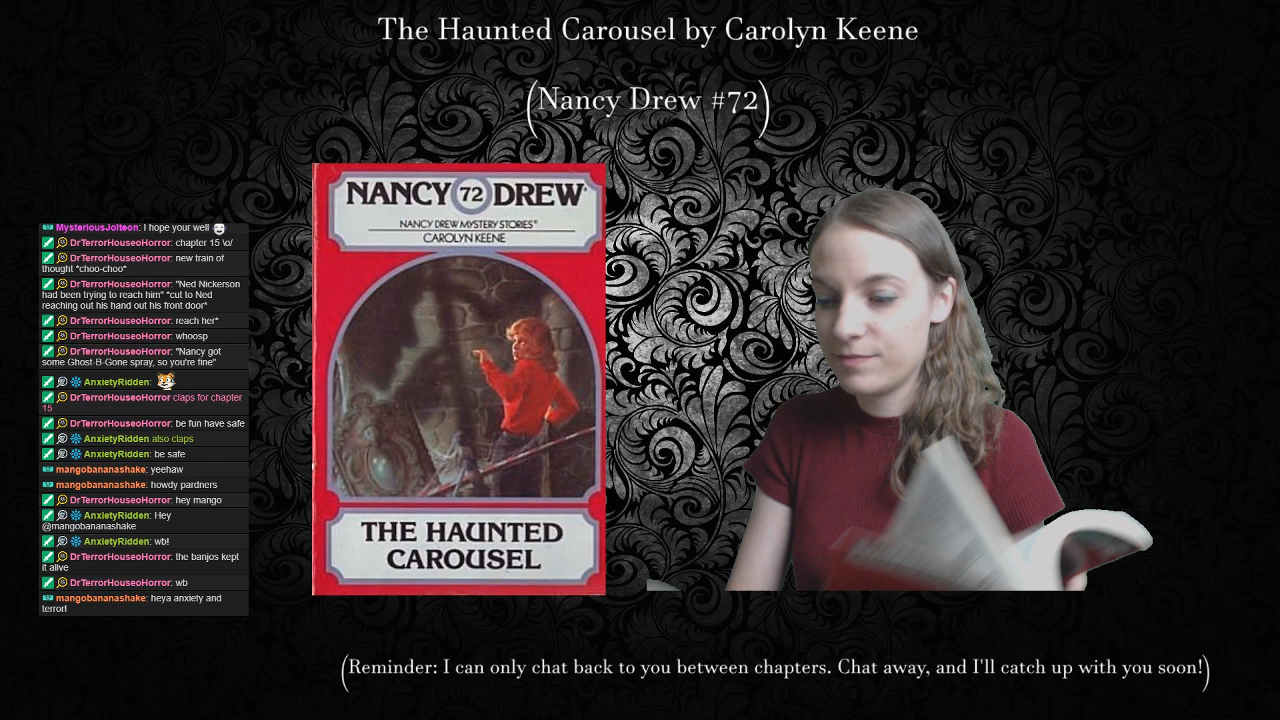 The Haunted Carousel by Carolyn Keene
(Nancy Drew #72)
NANCY 72 DREW
NANCY DREW MYSTERY STORIES®
CAROLYN KEENE
THE HAUNTED
CAROUSEL
MysteriousJolteon: I hope your well
DrTerrorHouseoHorror: chapter 15 \o/
DrTerrorHouseoHorror: new train of
thought *choo-choo*
DrTerrorHouseoHorror: "Ned Nickerson
had been trying to reach him" *cut to Ned
reaching out his hand out his front door*
DrTerrorHouseoHorror: reach her*
DrTerrorHouseoHorror: whoosp
DrTerrorHouseoHorror: "Nancy got
some Ghost-B-Gone spray, so you're fine"
AnxietyRidden:
DrTerrorHouseoHorror claps for chapter
15
DrTerrorHouseoHorror: be fun have safe
AnxietyRidden also claps
AnxietyRidden: be safe
mangobananashake: yeehaw
mangobananashake: howdy pardners
DrTerrorHouseoHorror: hey mango
AnxietyRidden: Hey
@mangobananashake
AnxietyRidden: wb!
DrTerrorHouseoHorror: the banjos kept
it alive
DrTerrorHouseoHorror: wb
mangobananashake: heya anxiety and
terror!
(Reminder: I can only chat back to you between chapters. Chat away, and I'll catch up with you soon!)